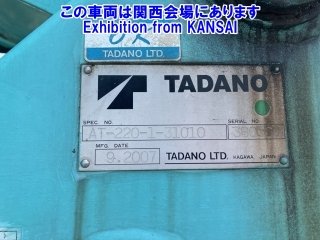 この車両は関西会場にあります
Exhibition from KANSAI
TADANO LTD.
TADANO
SPEC. NO.
SERIAL NO.
AT-220-1-31010
MFG. DATE
9.2007
TADANO LTD.
KAGAWA, JAPAN